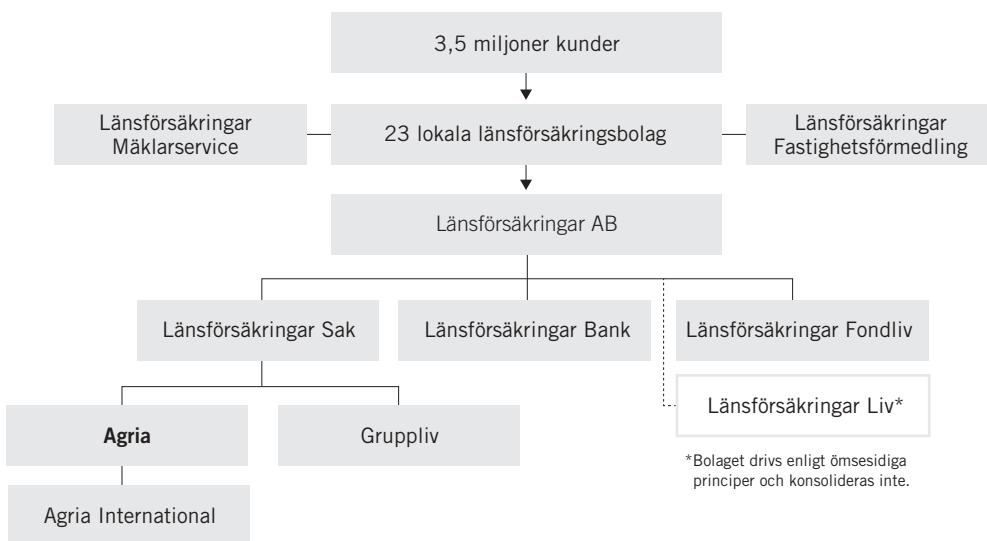 3,5 miljoner kunder
Länsförsäkringar
Mäklarservice
23 lokala länsförsäkringsbolag
Länsförsäkringar
Fastighetsförmedling
Länsförsäkringar AB
Länsförsäkringar Sak
Länsförsäkringar Bank
Länsförsäkringar Fondliv
Länsförsäkringar Liv*
Agria
Gruppliv
*Bolaget drivs enligt ömsesidiga
principer och konsolideras inte.
Agria International